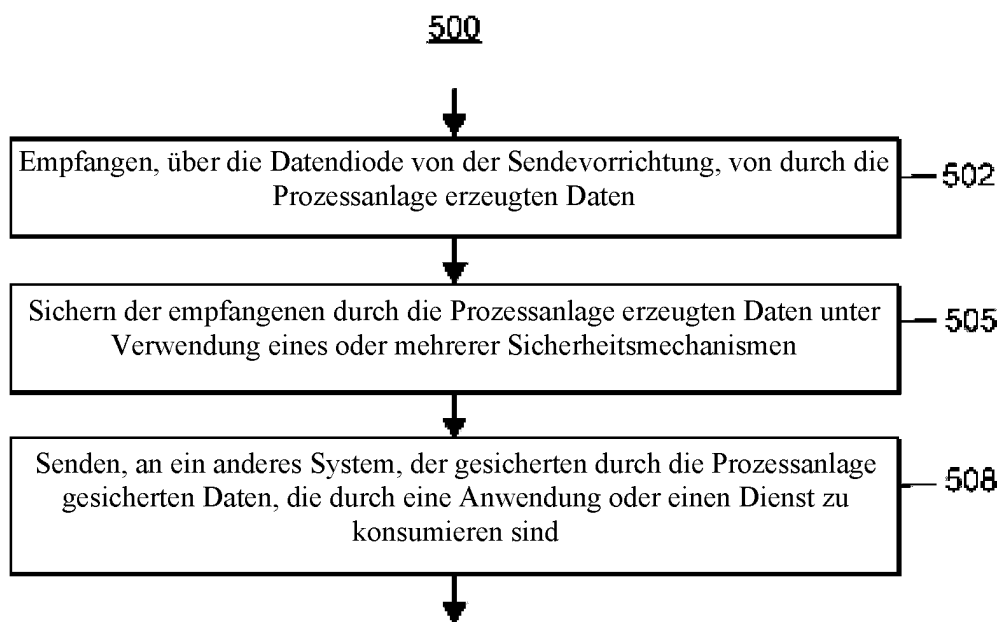 500
Empfangen, über die Datendiode von der Sendevorrichtung, von durch die
Prozessanlage erzeugten Daten
502
Sichern der empfangenen durch die Prozessanlage erzeugten Daten unter
Verwendung eines oder mehrerer Sicherheitsmechanismen
505
Senden, an ein anderes System, der gesicherten durch die Prozessanlage
gesicherten Daten, die durch eine Anwendung oder einen Dienst zu
konsumieren sind
508